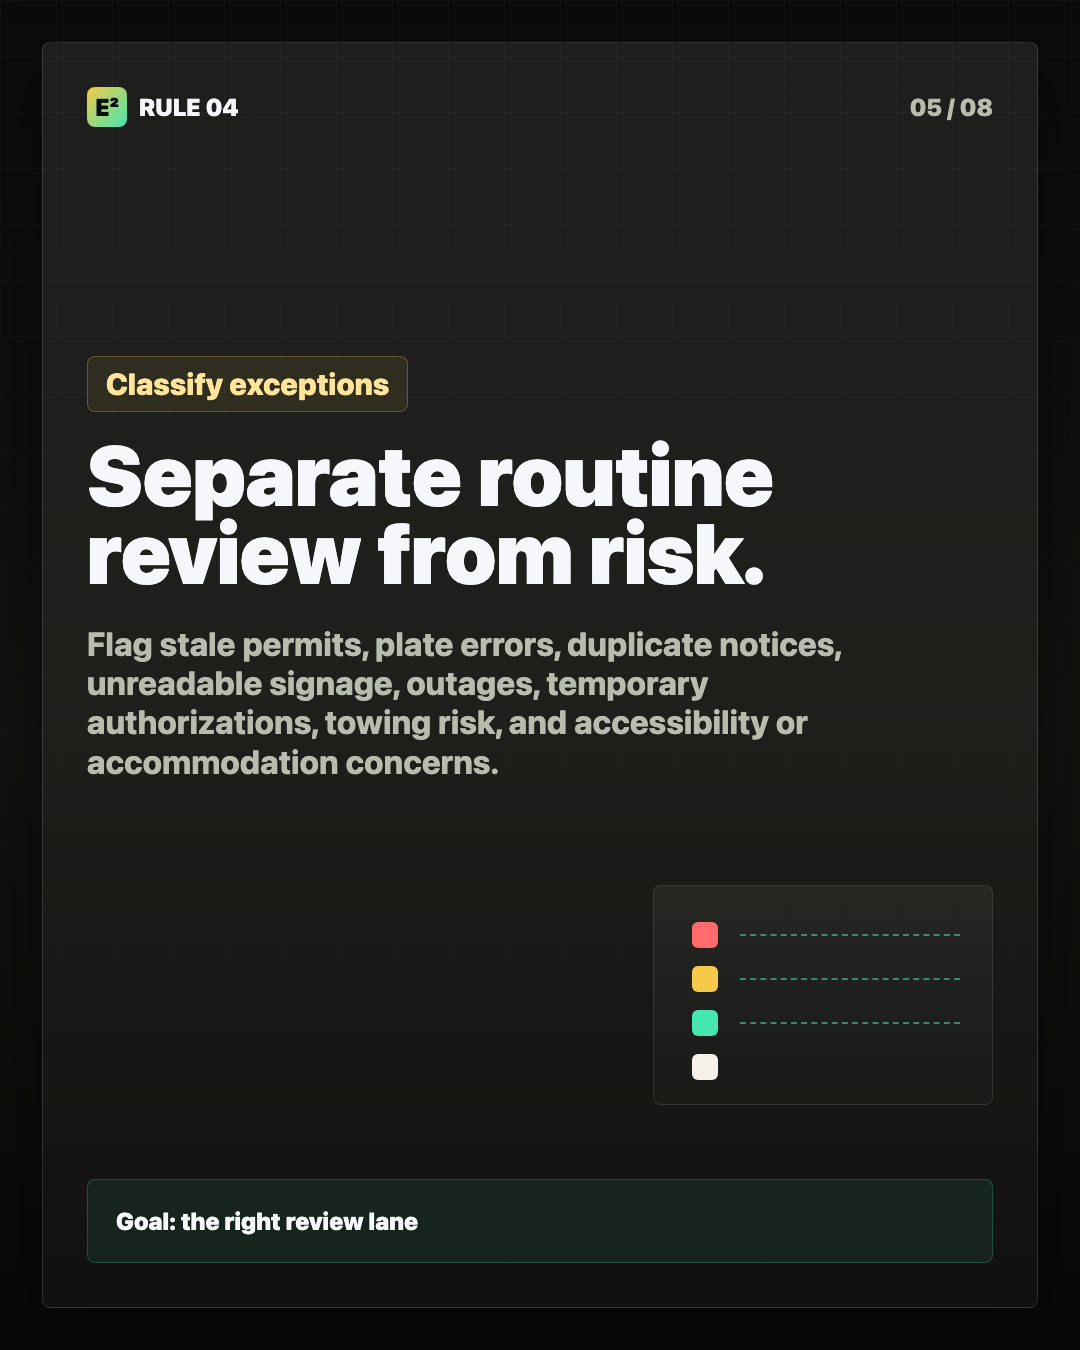 E² RULE 04
05 / 08
Classify exceptions
Separate routine
review from risk.
Flag stale permits, plate errors, duplicate notices,
unreadable signage, outages, temporary
authorizations, towing risk, and accessibility or
accommodation concerns.
Goal: the right review lane